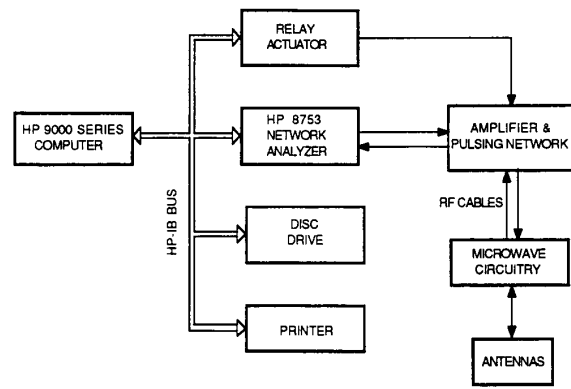 RELAY
ACTUATOR
HP 9000 SERIES
COMPUTER
HP 8753
NETWORK
ANALYZER
AMPLIFIER &
PULSING NETWORK
HP-IB BUS
RF CABLES
DISC
DRIVE
MICROWAVE
CIRCUITRY
PRINTER
ANTENNAS